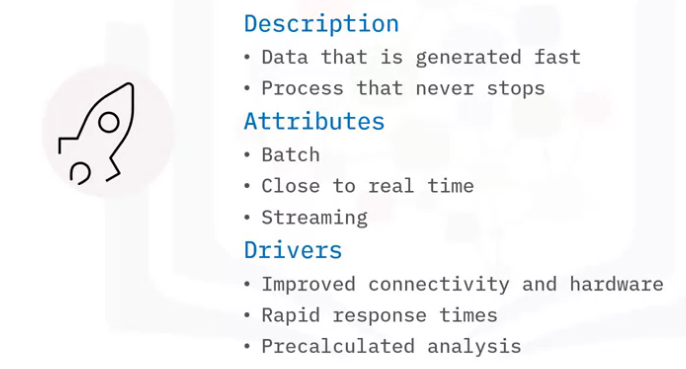 Description
• Data that is generated fast
• Process that never stops
Attributes
• Batch
• Close to real time
• Streaming
Drivers
• Improved connectivity and hardware
• Rapid response times
• Precalculated analysis